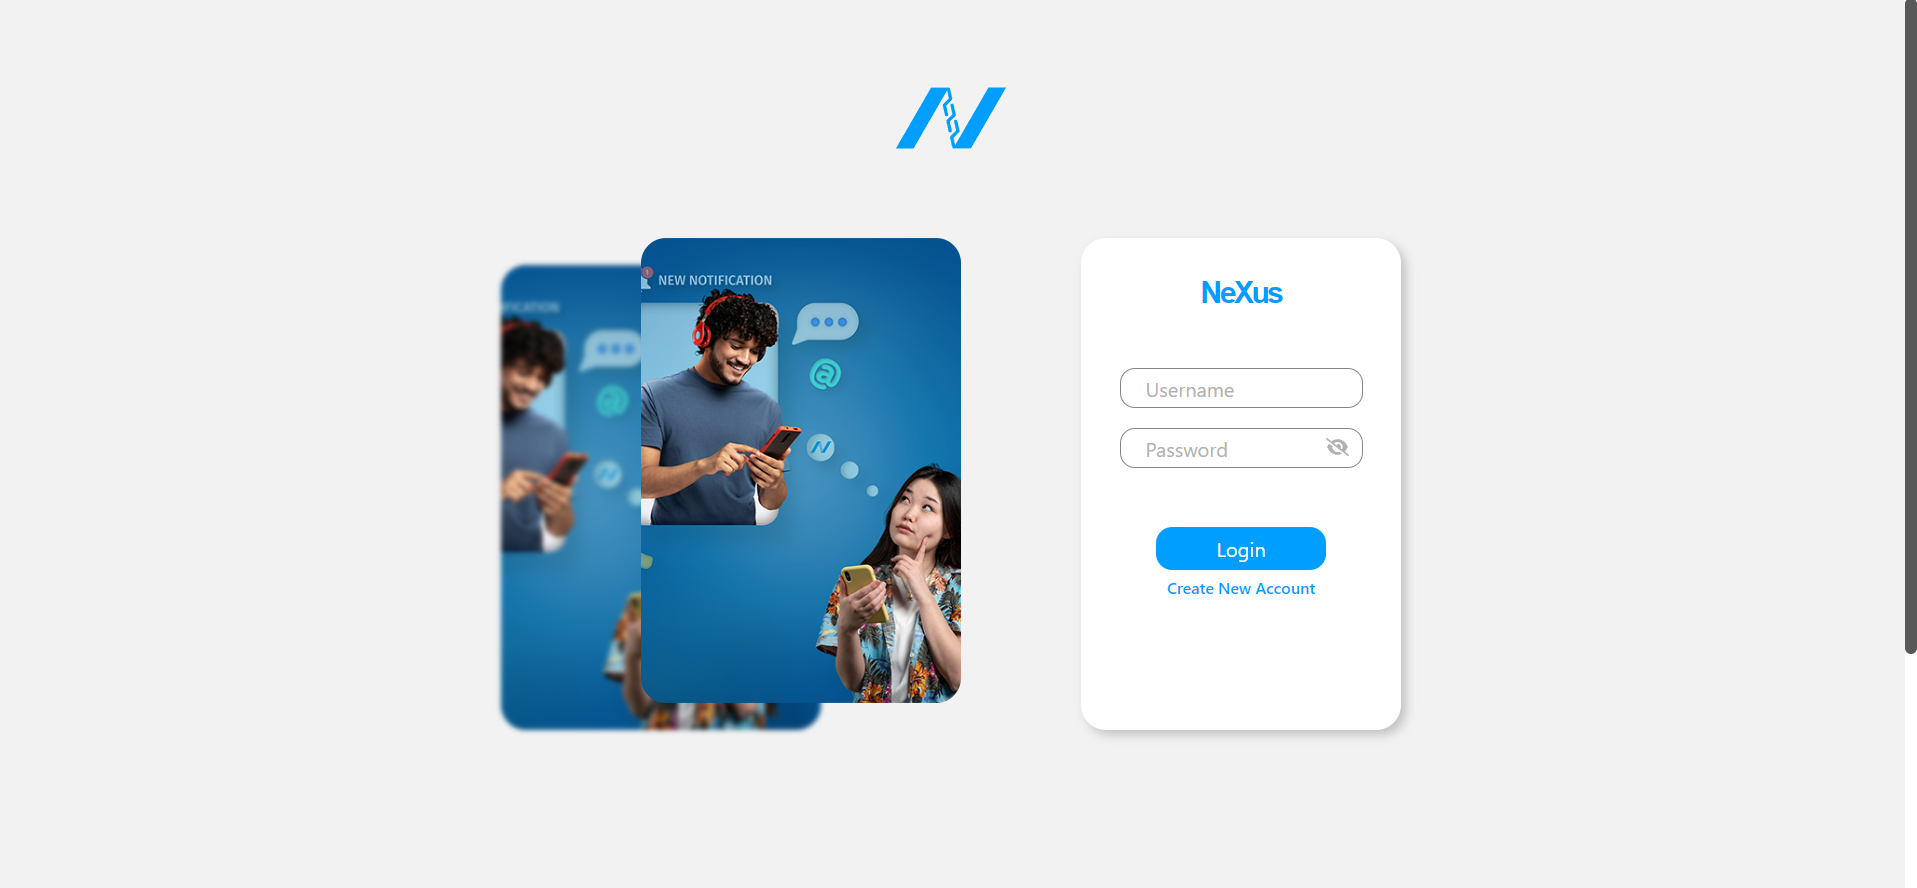 NEW NOTIFICATION
NeXus
Username
Password
Login
Create New Account